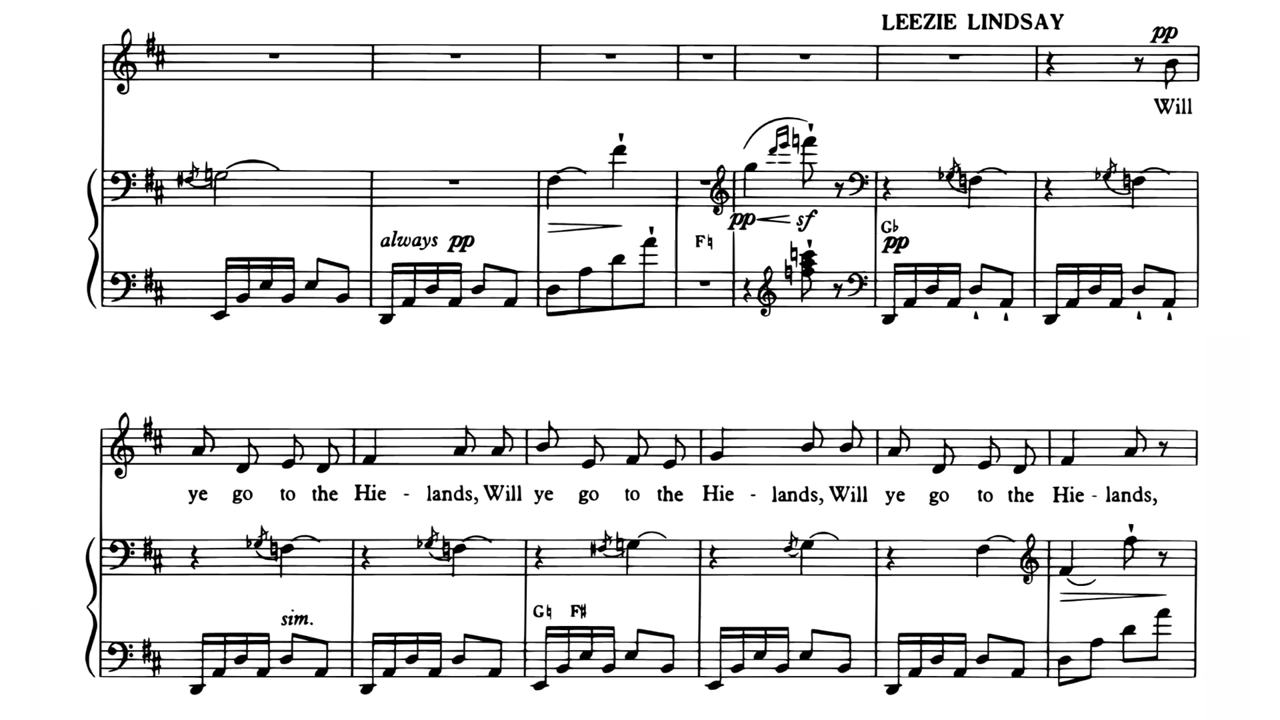 LEEZIE LINDSAY
pp
Will
always pp
F♮
pp sf
G♭
pp
ye go to the Hie - lands, Will ye go to the Hie - lands, Will ye go to the Hie - lands,
sim.
G♮ F♯